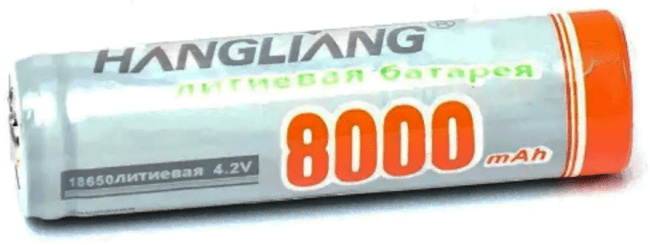 HANGLIANG
литиевая батарея
8000 mAh
18650литиевая 4.2V